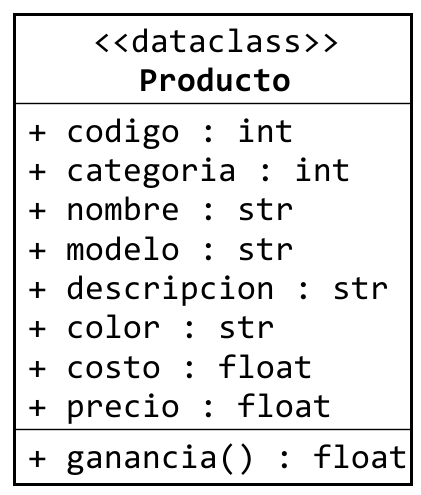 <<dataclass>>
Producto
+ codigo : int
+ categoria : int
+ nombre : str
+ modelo : str
+ descripcion : str
+ color : str
+ costo : float
+ precio : float
+ ganancia() : float